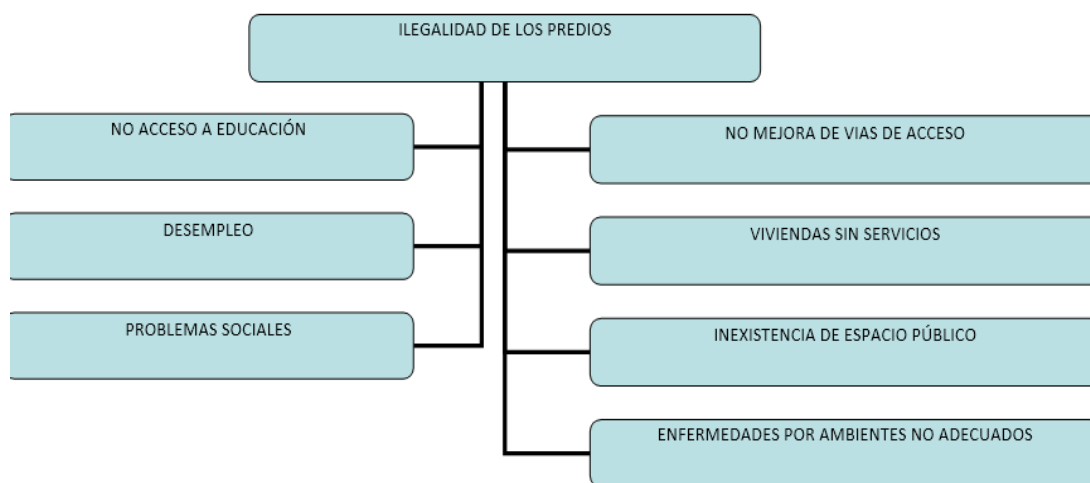 ILEGALIDAD DE LOS PREDIOS
NO ACCESO A EDUCACIÓN
DESEMPLEO
PROBLEMAS SOCIALES
NO MEJORA DE VIAS DE ACCESO
VIVIENDAS SIN SERVICIOS
INEXISTENCIA DE ESPACIO PÚBLICO
ENFERMEDADES POR AMBIENTES NO ADECUADOS